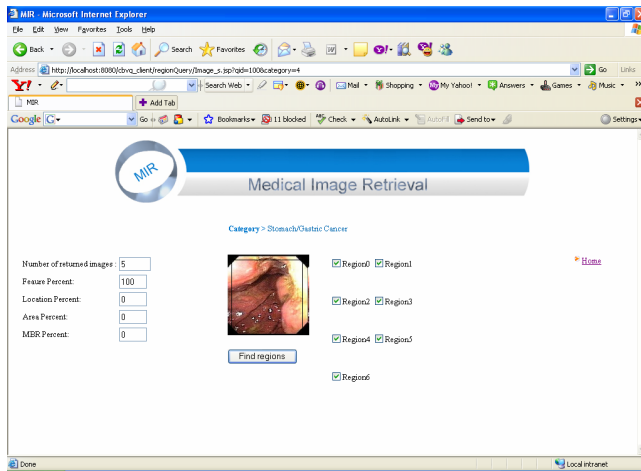 MIR - Microsoft Internet Explorer
File Edit View Favorites Tools Help
Back Search Favorites
Address http://localhost:8080/cbvq_client/regionQuery/Image_s.jsp?qid=100&category=4 Go Links
Y! Search Web Mail Shopping My Yahoo! Answers Games Music
MIR Add Tab
Google G Go Bookmarks 11 blocked Check AutoLink AutoFill Send to Settings
MIR
Medical Image Retrieval
Category > Stomach/Gastric Cancer
Number of returned images : 5
Feaure Percent: 100
Location Percent: 0
Area Percent: 0
MBR Percent: 0
Find regions
Region0 Region1
Region2 Region3
Region4 Region5
Region6
Home
Done Local intranet